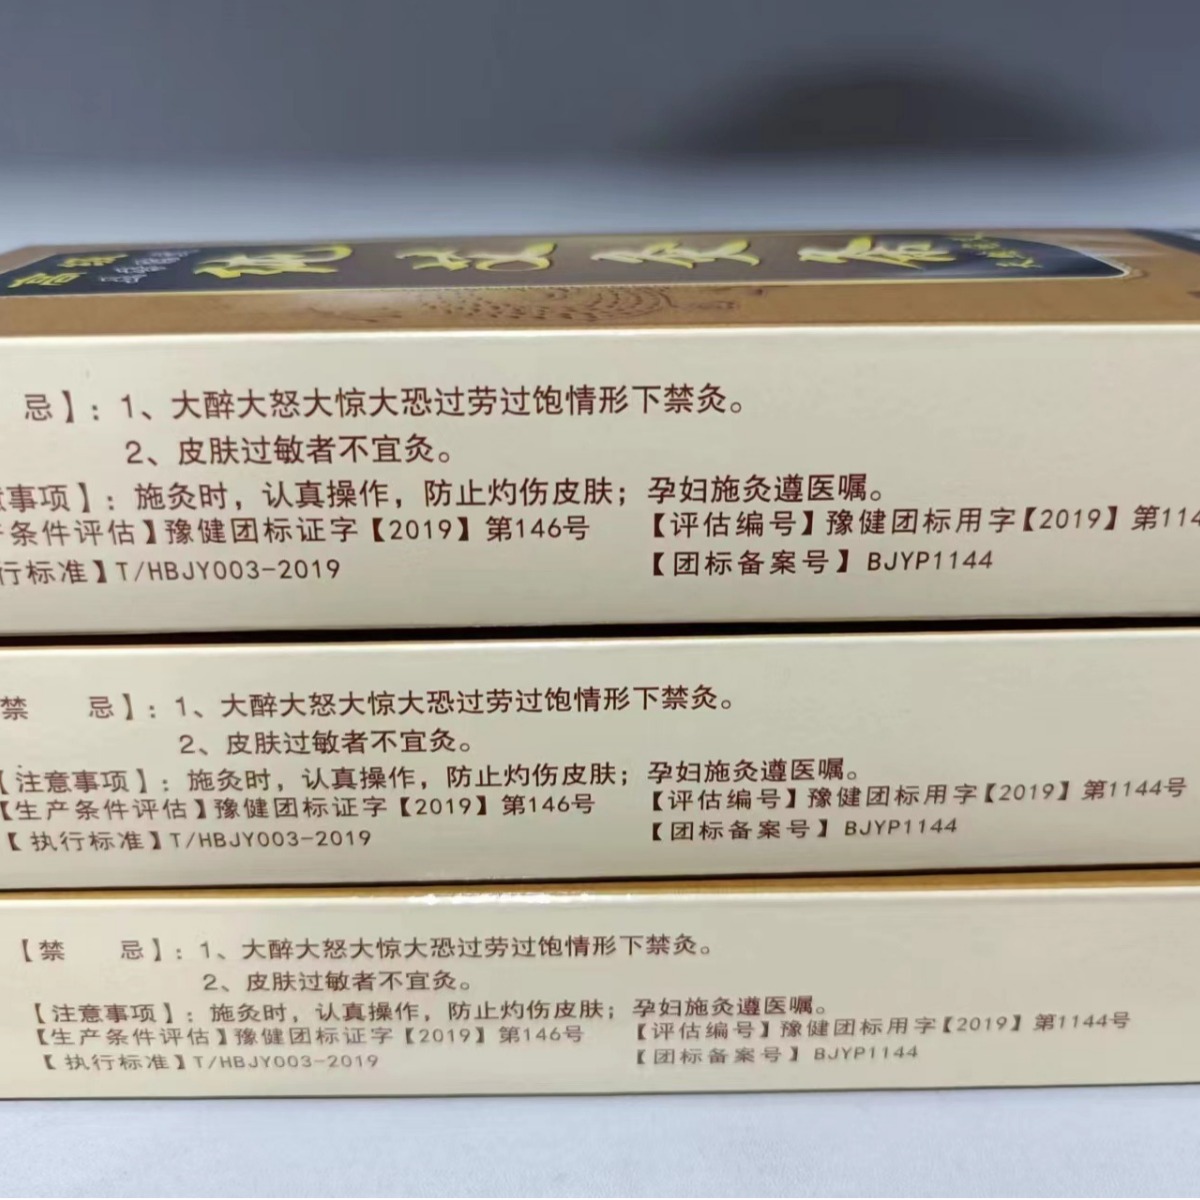 艾灸条
忌】：1、大醉大怒大惊大恐过劳过饱情形下禁灸。
2、皮肤过敏者不宜灸。
意事项】：施灸时，认真操作，防止灼伤皮肤；孕妇施灸遵医嘱。
条件评估】豫健团标证字【2019】第146号 【评估编号】豫健团标用字【2019】第114
行标准】T/HBJY003-2019 【团标备案号】BJYP1144
禁 忌】：1、大醉大怒大惊大恐过劳过饱情形下禁灸。
2、皮肤过敏者不宜灸。
【注意事项】：施灸时，认真操作，防止灼伤皮肤；孕妇施灸遵医嘱。
【生产条件评估】豫健团标证字【2019】第146号 【评估编号】豫健团标用字【2019】第1144号
【执行标准】T/HBJY003-2019 【团标备案号】BJYP1144
【禁 忌】：1、大醉大怒大惊大恐过劳过饱情形下禁灸。
2、皮肤过敏者不宜灸。
【注意事项】：施灸时，认真操作，防止灼伤皮肤；孕妇施灸遵医嘱。
【生产条件评估】豫健团标证字【2019】第146号 【评估编号】豫健团标用字【2019】第1144号
【执行标准】T/HBJY003-2019 【团标备案号】BJYP1144